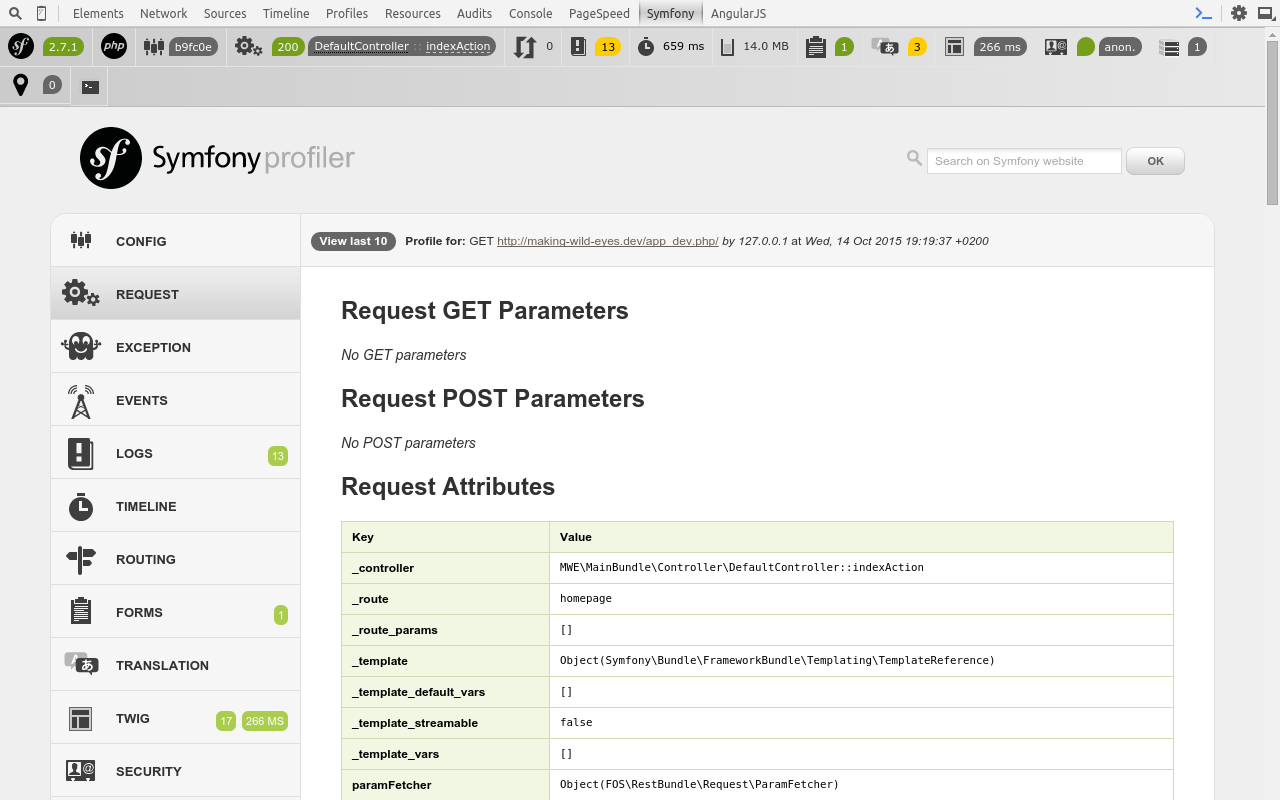 Elements Network Sources Timeline Profiles Resources Audits Console PageSpeed Symfony AngularJS
sf 2.7.1 php b9fc0e 200 DefaultController :: indexAction 0 13 659 ms 14.0 MB 1 3 266 ms anon. 1
0
sf Symfony profiler
Search on Symfony website OK
CONFIG
REQUEST
EXCEPTION
EVENTS
LOGS 13
TIMELINE
ROUTING
FORMS 1
TRANSLATION
TWIG 17 266 MS
SECURITY
View last 10 Profile for: GET http://making-wild-eyes.dev/app_dev.php/ by 127.0.0.1 at Wed, 14 Oct 2015 19:19:37 +0200
Request GET Parameters
No GET parameters
Request POST Parameters
No POST parameters
Request Attributes
Key Value
_controller MWE\MainBundle\Controller\DefaultController::indexAction
_route homepage
_route_params []
_template Object(Symfony\Bundle\FrameworkBundle\Templating\TemplateReference)
_template_default_vars []
_template_streamable false
_template_vars []
paramFetcher Object(FOS\RestBundle\Request\ParamFetcher)